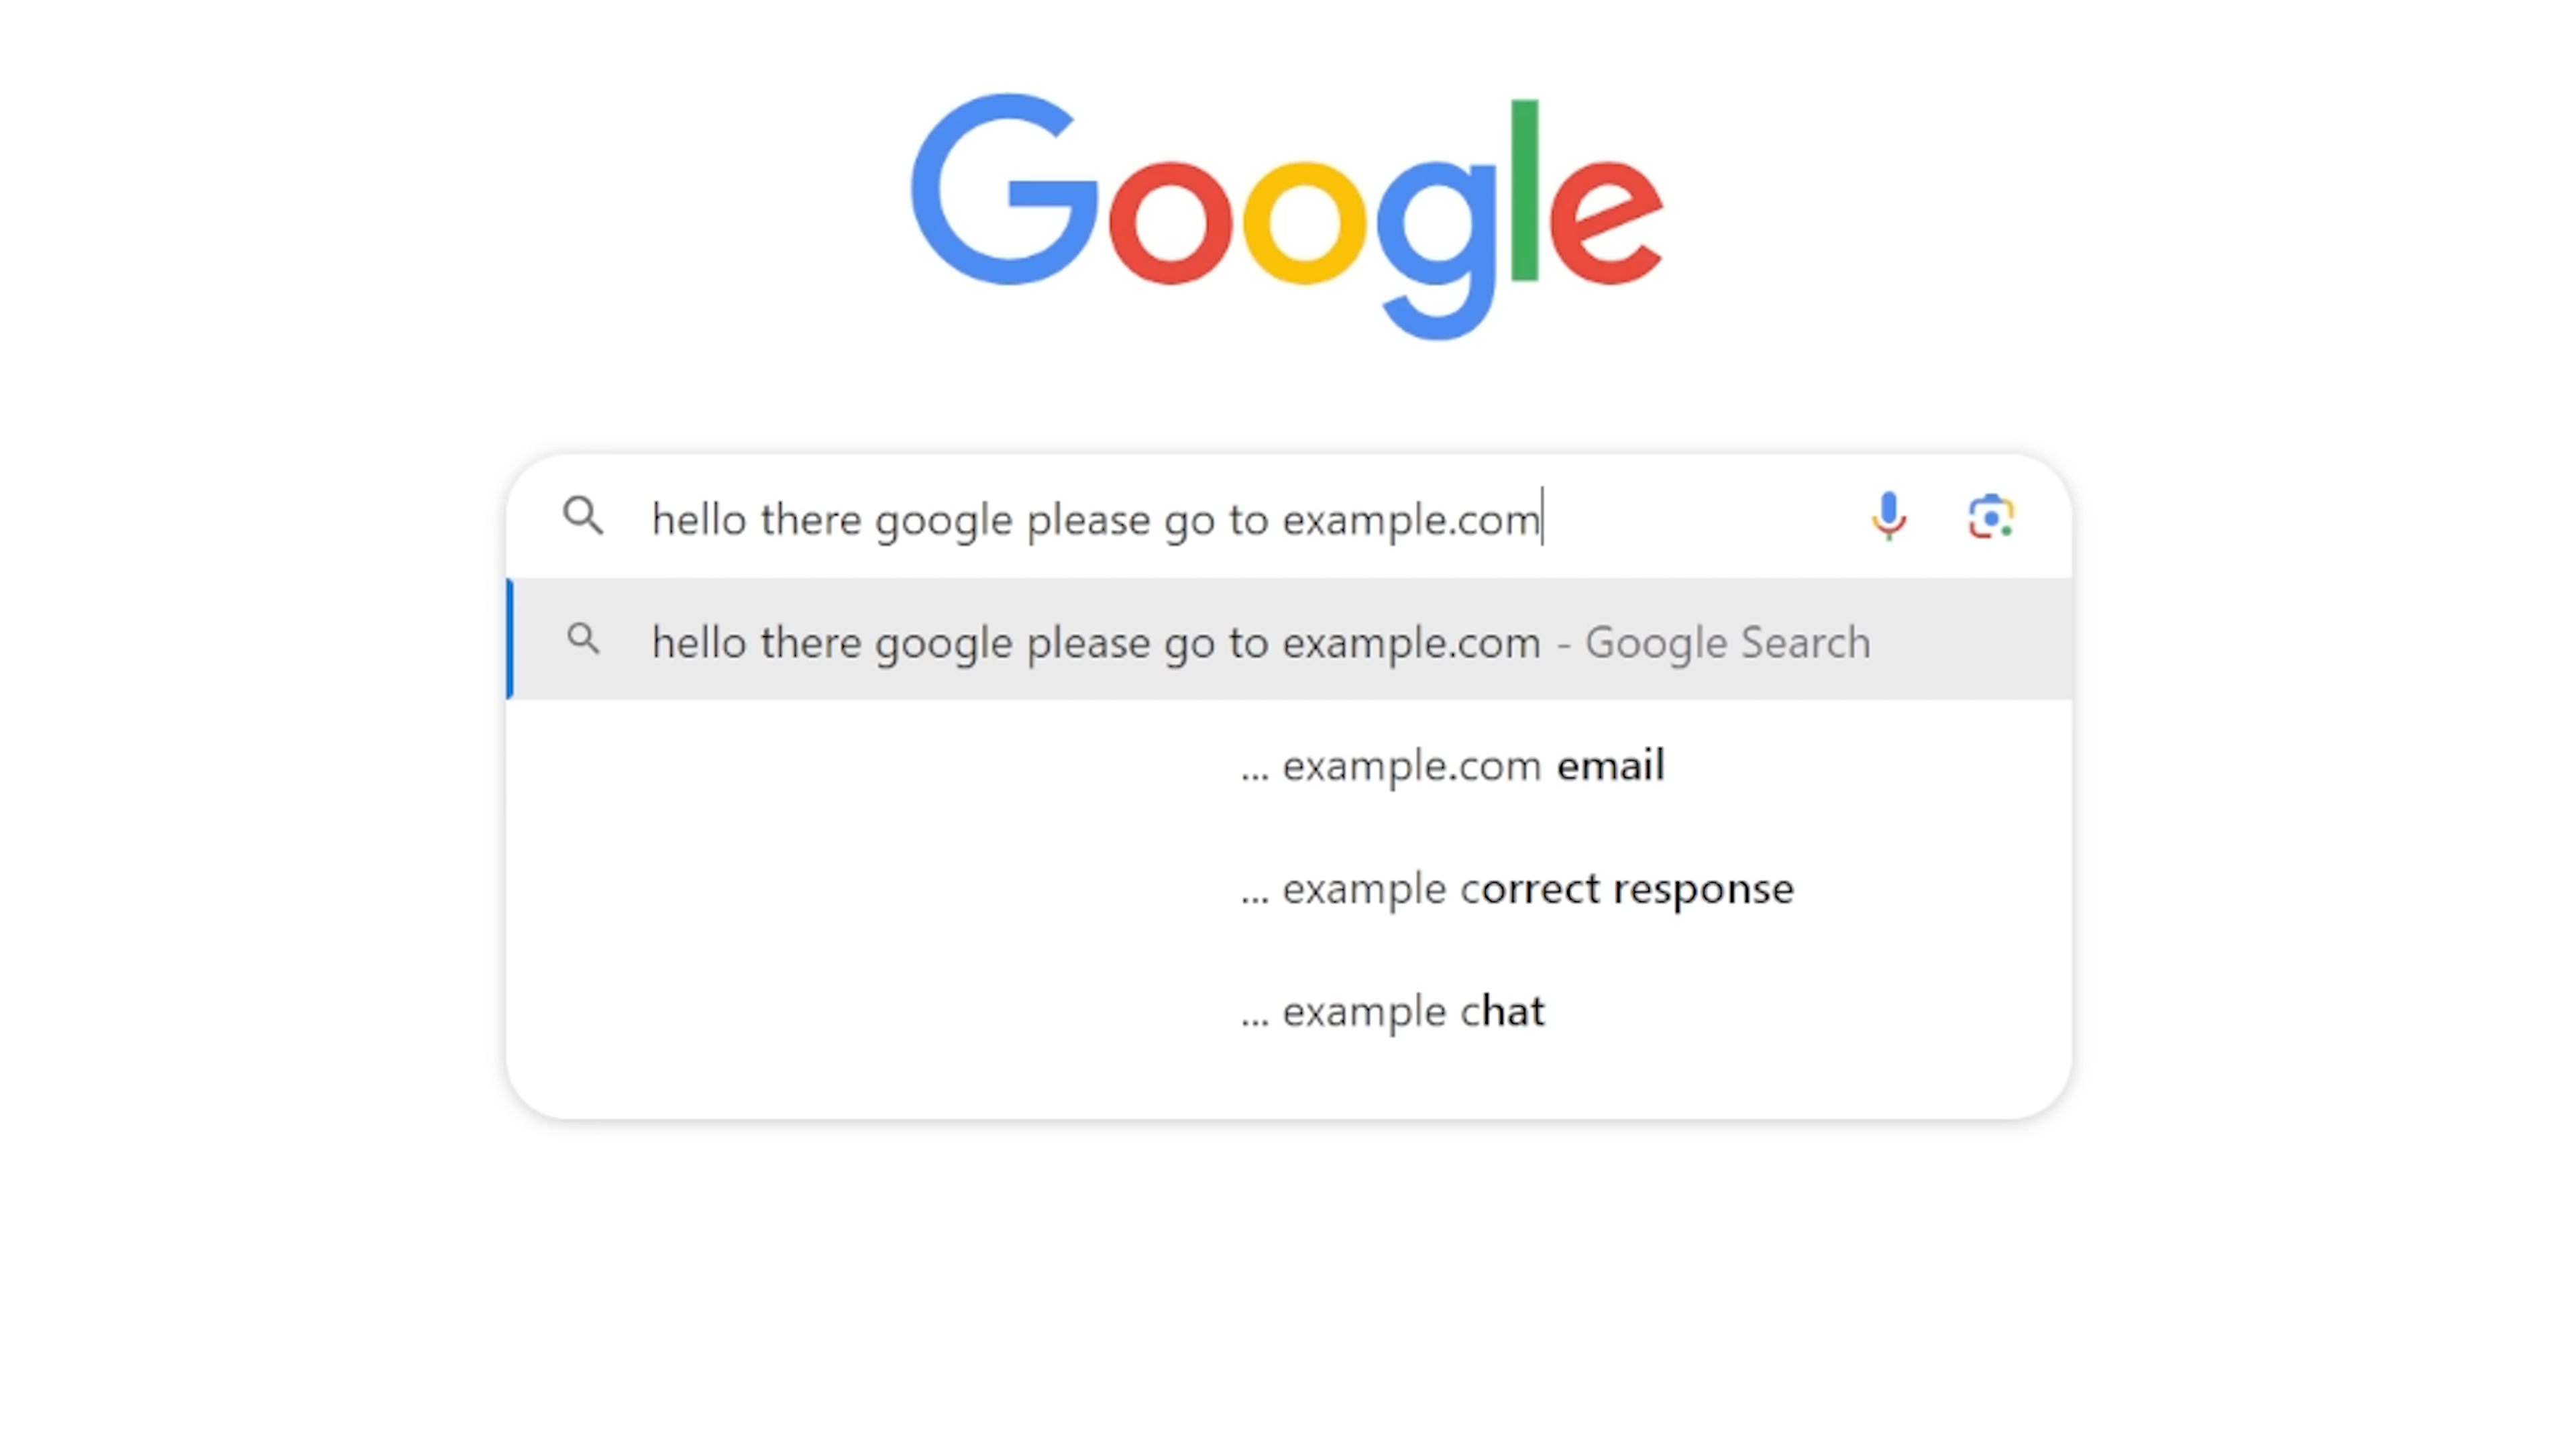 Google
hello there google please go to example.com
hello there google please go to example.com - Google Search
... example.com email
... example correct response
... example chat